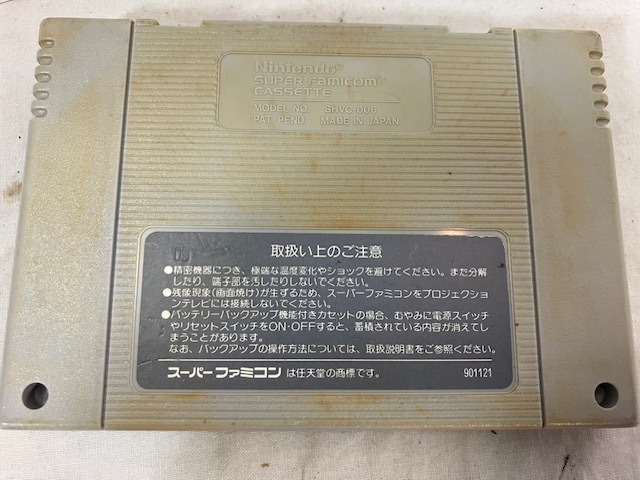 Nintendo®
SUPER Famicom®
CASSETTE
MODEL NO. SHVC-006
PAT. PEND. MADE IN JAPAN
取扱い上のご注意
●精密機器につき、極端な温度変化やショックを避けてください。また分解
したり、端子部を汚したりしないでください。
●残像現象(画面焼け)が生ずるため、スーパーファミコンをプロジェクショ
ンテレビには接続しないでください。
●バッテリーバックアップ機能付きカセットの場合、むやみに電源スイッチ
やリセットスイッチをON・OFFすると、蓄積されている内容が消えてし
まうことがあります。
なお、バックアップの操作方法については、取扱説明書をご参照ください。
スーパーファミコン は任天堂の商標です。 901121